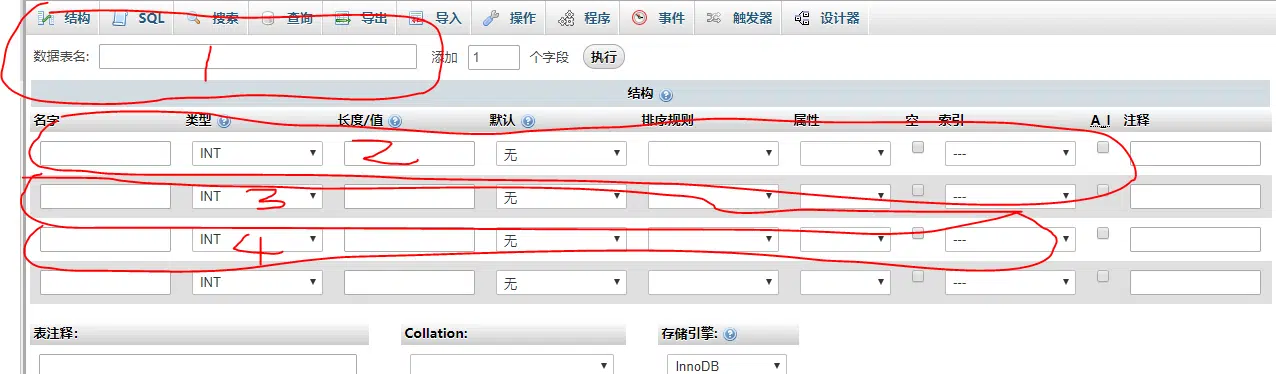 结构 SQL 搜索 查询 导出 导入 操作 程序 事件 触发器 设计器
数据表名: 添加 1 个字段 执行
1
结构
名字 类型 长度/值 默认 排序规则 属性 空 索引 A_I 注释
INT 2 无 ---
INT 3 无 ---
INT 4 无 ---
INT 无 ---
表注释: Collation: 存储引擎:
InnoDB